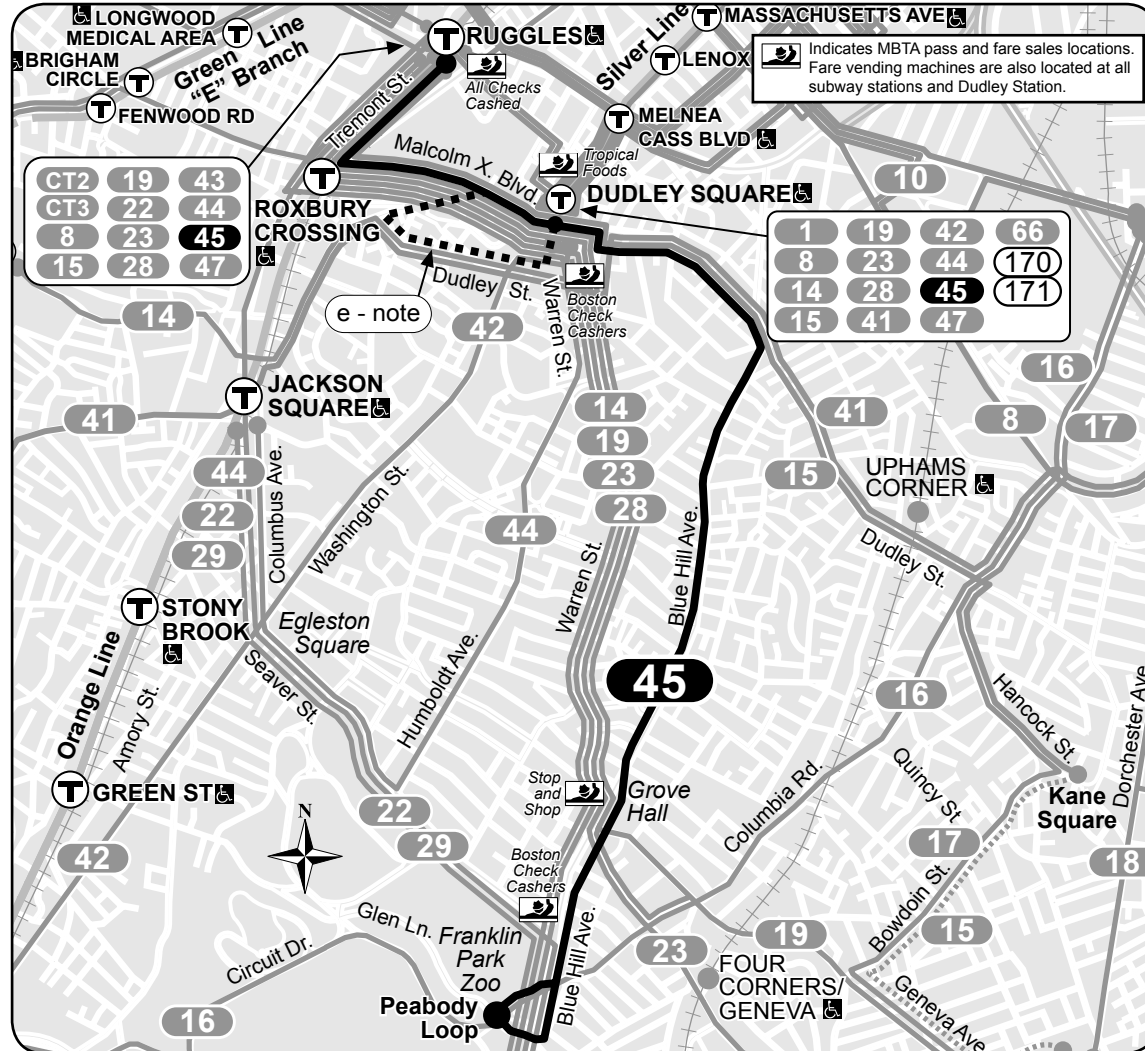 LONGWOOD
MEDICAL AREA
BRIGHAM
CIRCLE
FENWOOD RD
Green Line
“E” Branch
T
T
T
T
RUGGLES
All Checks
Cashed
Tremont St.
Silver Line
T
MASSACHUSETTS AVE
T
LENOX
T
MELNEA
CASS BLVD
Indicates MBTA pass and fare sales locations.
Fare vending machines are also located at all
subway stations and Dudley Station.
CT2 19 43
CT3 22 44
8 23 45
15 28 47
T
ROXBURY
CROSSING
Malcolm X. Blvd.
Tropical
Foods
T
DUDLEY SQUARE
10
1 19 42 66
8 23 44 170
14 28 45 171
15 41 47
e - note
Dudley St.
Boston
Check
Cashers
Warren St.
14
42
16
T
JACKSON
SQUARE
41
44
22
29
Columbus Ave.
Washington St.
14
19
23
28
44
41
15
8
17
UPHAMS
CORNER
Dudley St.
Blue Hill Ave.
Warren St.
T
STONY
BROOK
Egleston
Square
Orange Line
Amory St.
Seaver St.
Humboldt Ave.
45
16
Hancock St.
Dorchester Ave.
T
GREEN ST
Stop
and
Shop
Grove
Hall
Columbia Rd.
Quincy St
Kane
Square
N
22
29
42
17
18
Boston
Check
Cashers
Bowdoin St.
15
Glen Ln.
Circuit Dr.
Franklin
Park
Zoo
Blue Hill Ave.
23
19
FOUR
CORNERS/
GENEVA
Geneva Ave.
Peabody
Loop
16